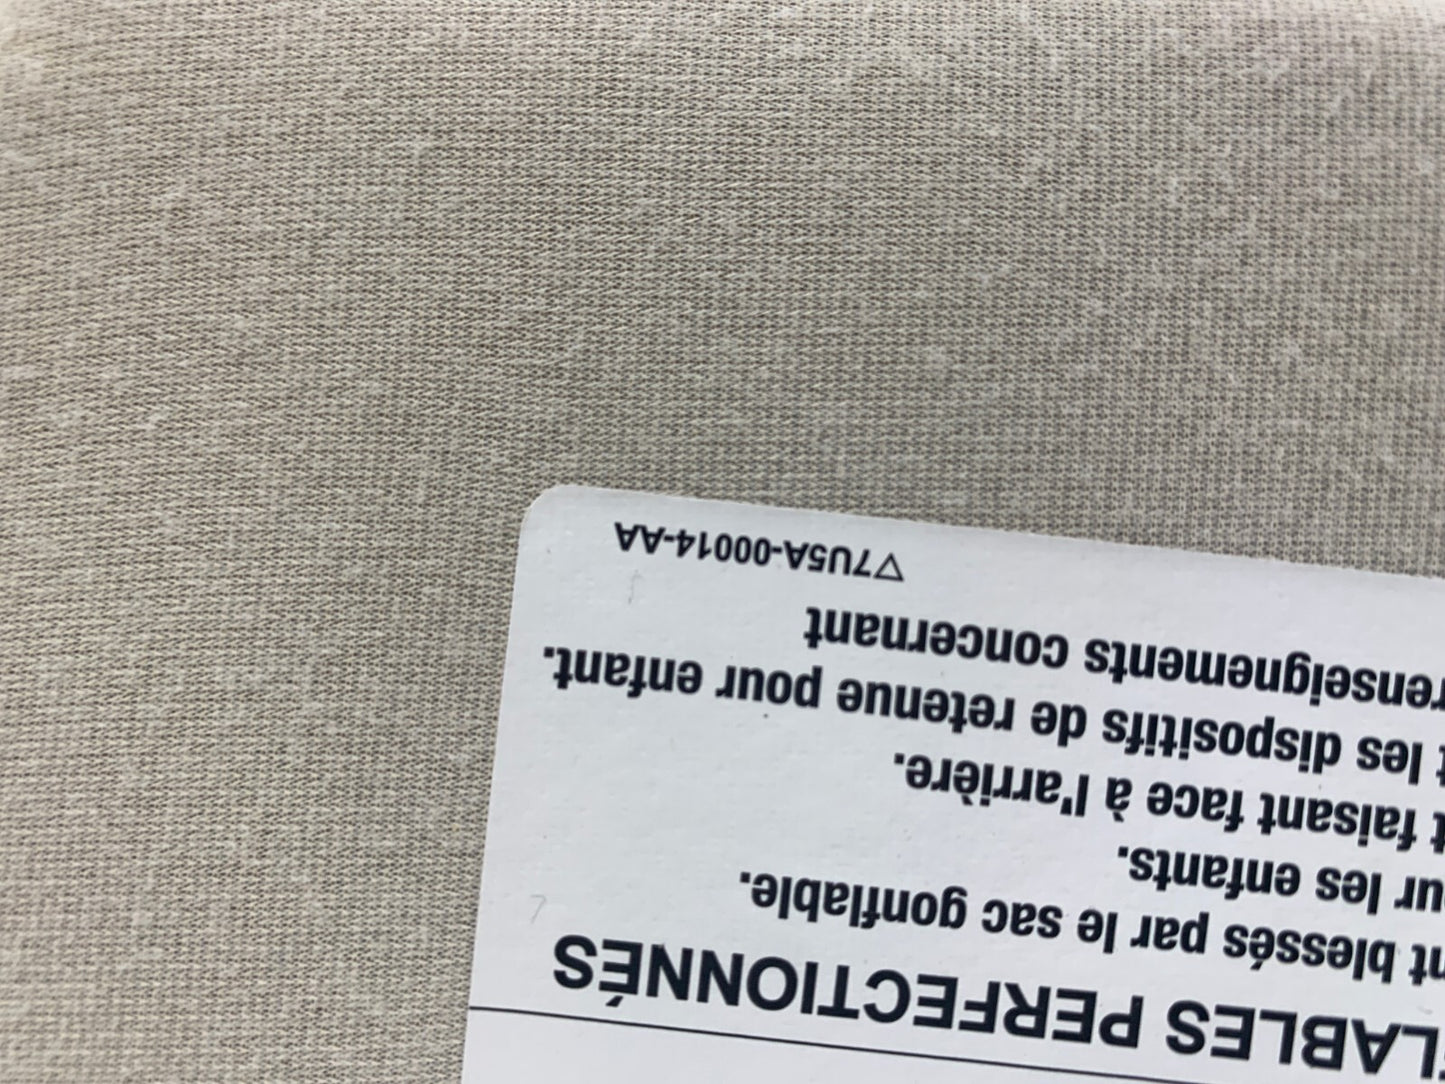 LABLES PERFECTIONNÉS
nt blessés par le sac gonflable.
ur les enfants.
t faisant face à l'arrière.
t les dispositifs de retenue pour enfant.
renseignements concernant
▽7U5A-00014-AA